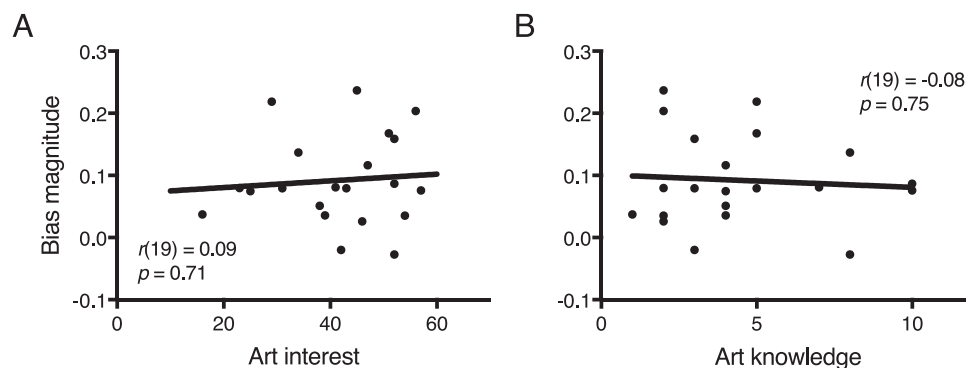 A
B
0.3
0.2
0.1
0.0
-0.1
Bias magnitude
r(19) = 0.09
p = 0.71
0
20
40
60
Art interest
0.3
0.2
0.1
0.0
-0.1
r(19) = -0.08
p = 0.75
0
5
10
Art knowledge